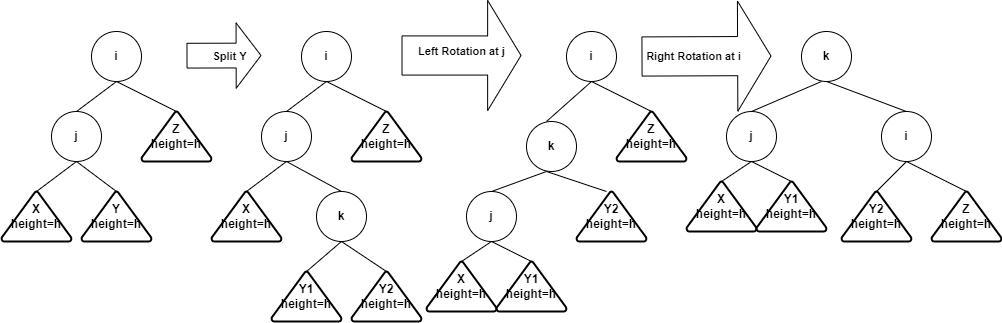 i
j
Z
height=h
X
height=h
Y
height=h
Split Y
i
j
Z
height=h
X
height=h
k
Y1
height=h
Y2
height=h
Left Rotation at j
i
k
Z
height=h
j
Y2
height=h
X
height=h
Y1
height=h
Right Rotation at i
k
j
i
X
height=h
Y1
height=h
Y2
height=h
Z
height=h